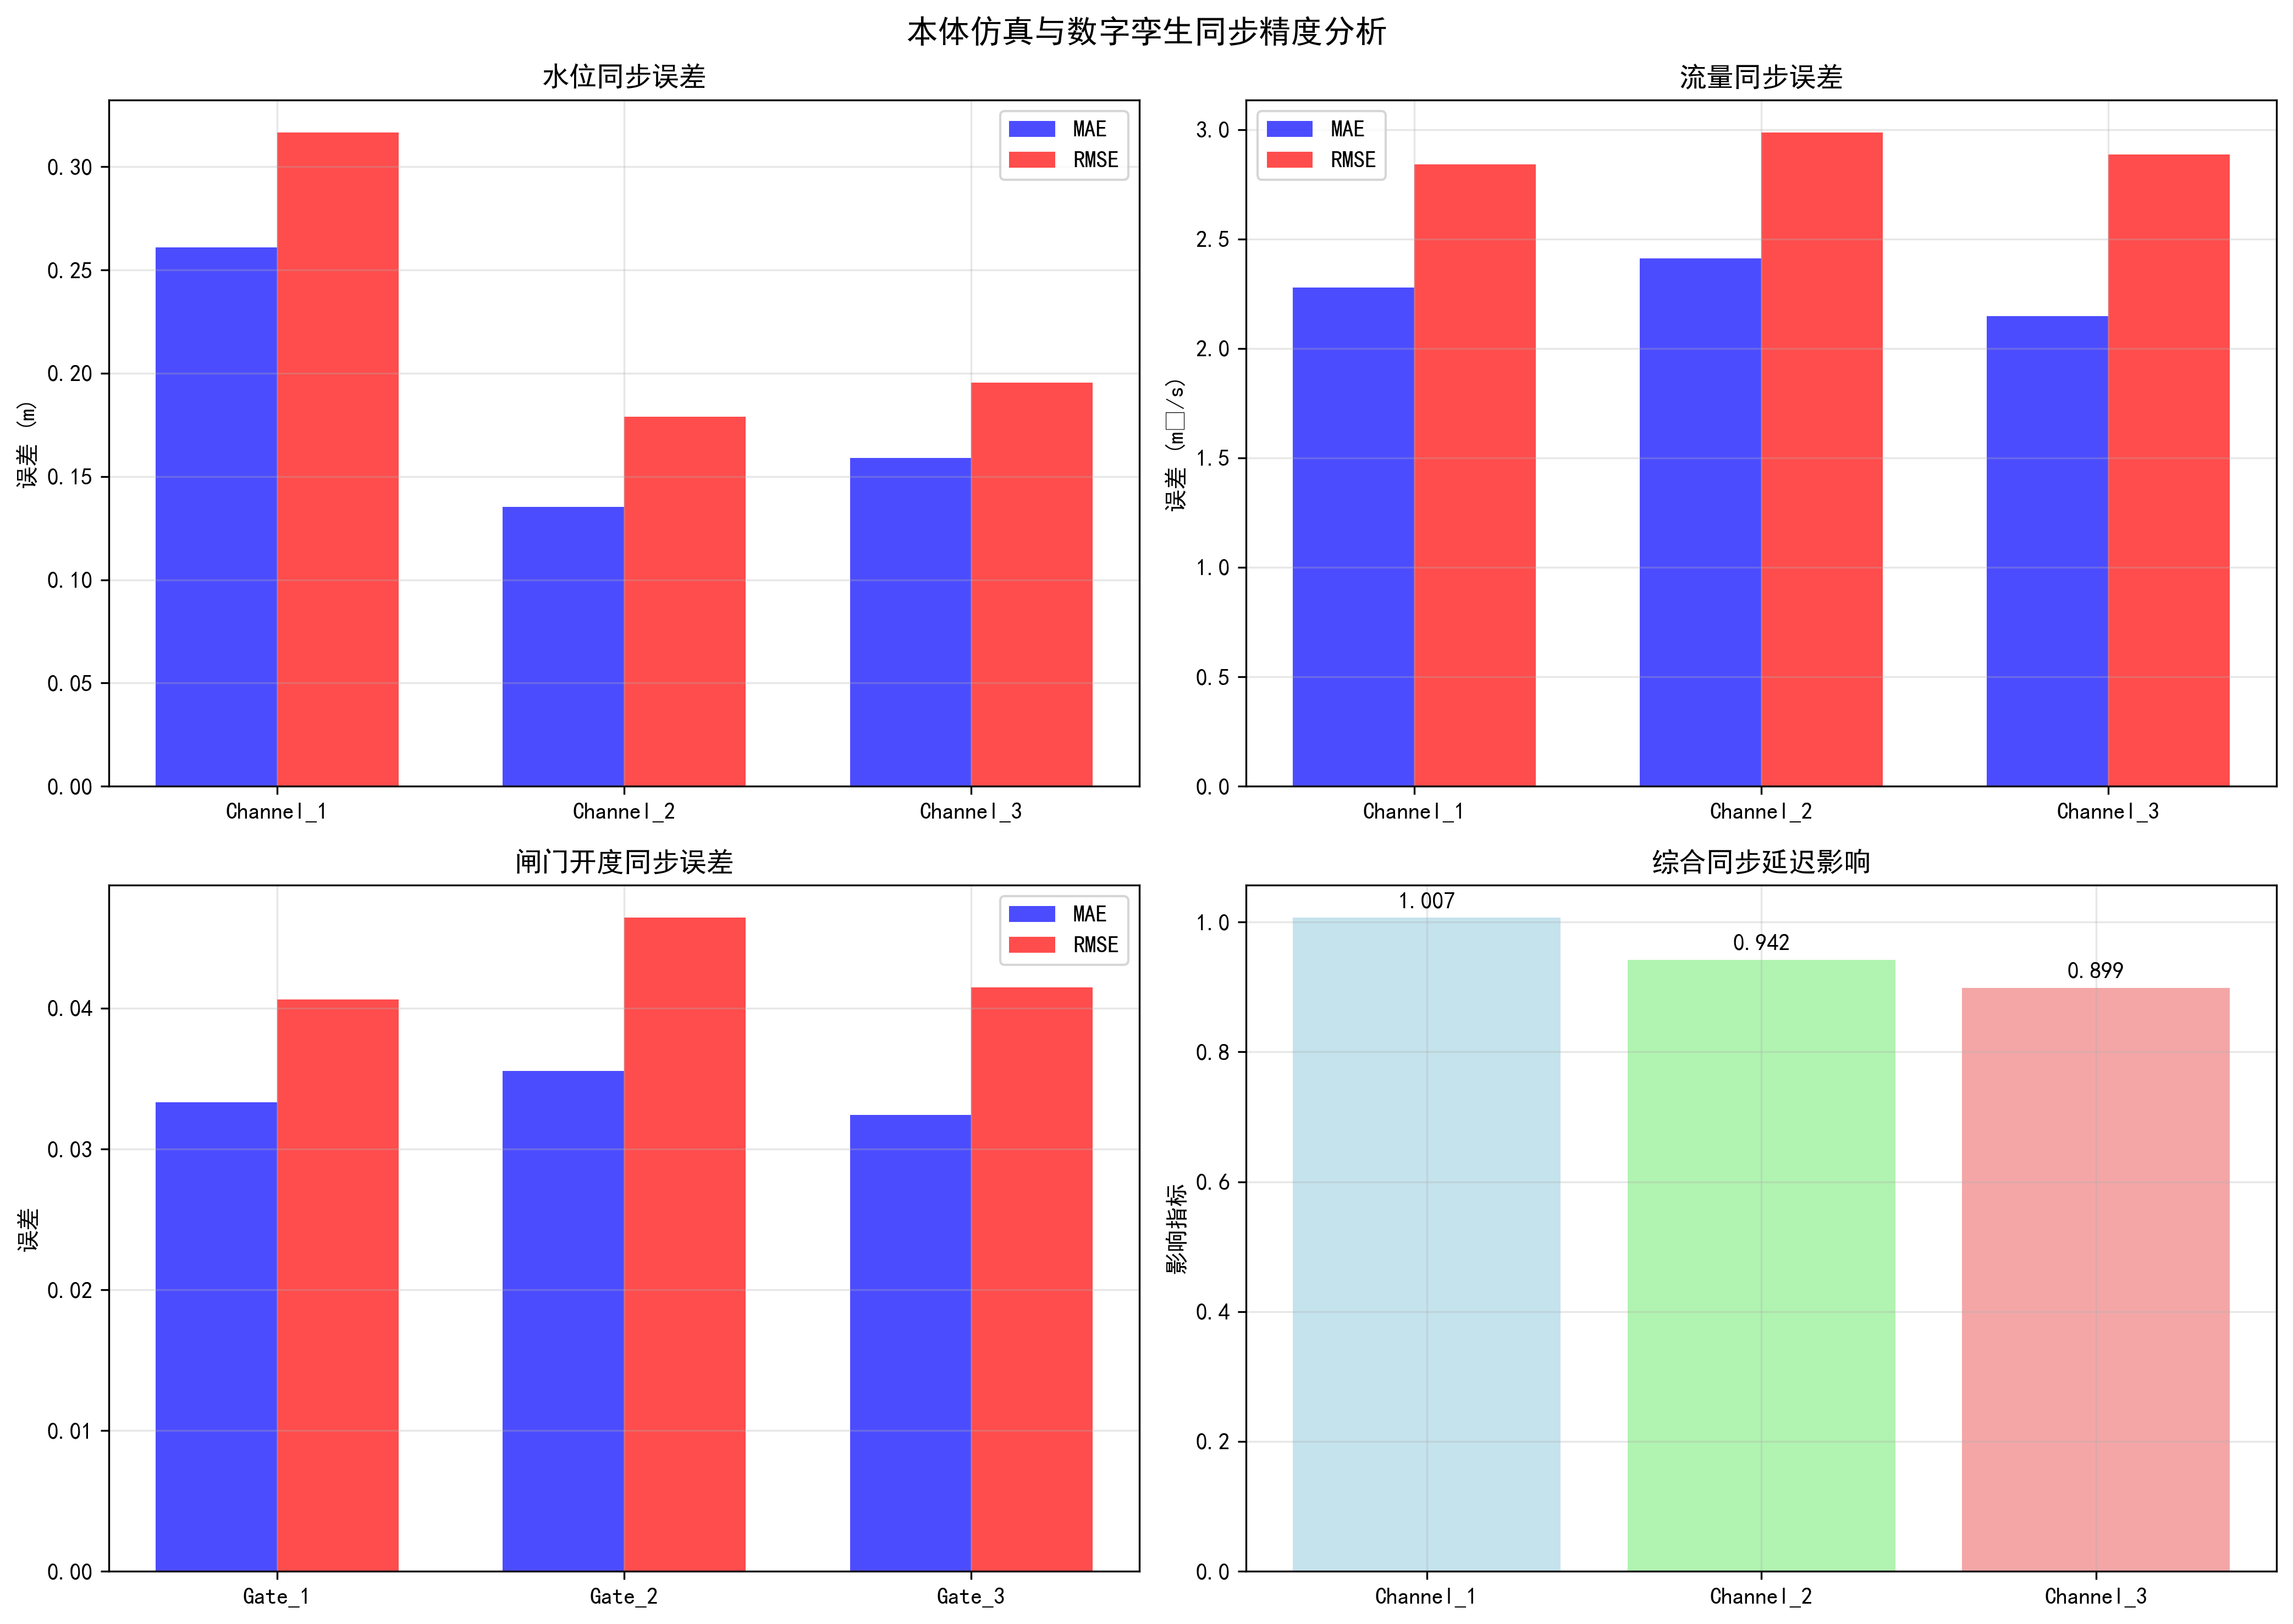 本体仿真与数字孪生同步精度分析
水位同步误差
误差 (m)
0.30
0.25
0.20
0.15
0.10
0.05
0.00
MAE
RMSE
Channel_1
Channel_2
Channel_3
流量同步误差
误差 (m□/s)
3.0
2.5
2.0
1.5
1.0
0.5
0.0
MAE
RMSE
Channel_1
Channel_2
Channel_3
闸门开度同步误差
误差
0.04
0.03
0.02
0.01
0.00
MAE
RMSE
Gate_1
Gate_2
Gate_3
综合同步延迟影响
影响指标
1.0
0.8
0.6
0.4
0.2
0.0
1.007
0.942
0.899
Channel_1
Channel_2
Channel_3